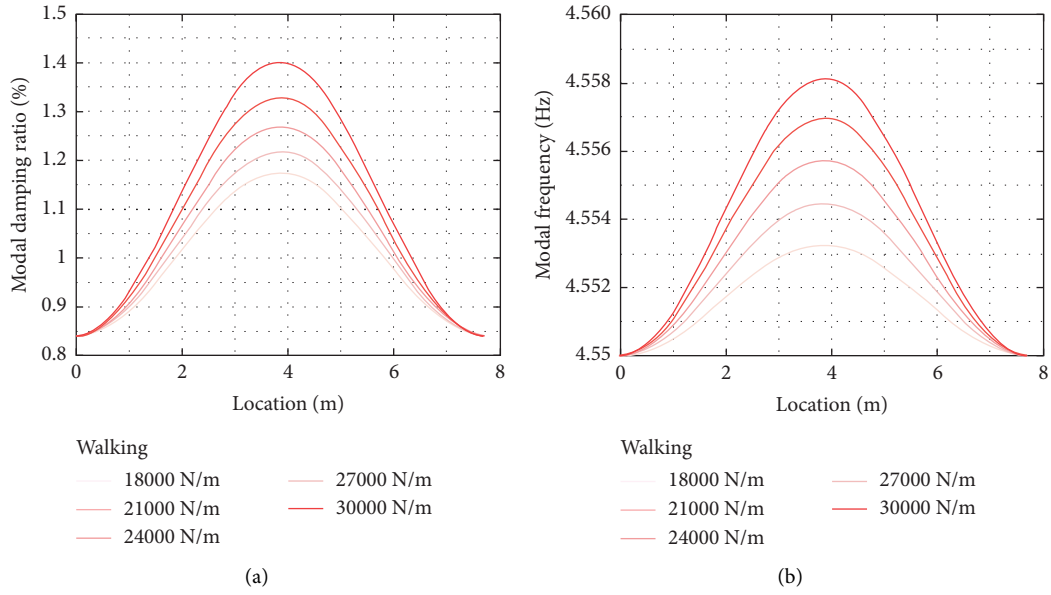 1.5
1.4
1.3
1.2
1.1
1
0.9
0.8
Modal damping ratio (%)
0 2 4 6 8
Location (m)
Walking
18000 N/m 27000 N/m
21000 N/m 30000 N/m
24000 N/m
(a)
4.560
4.558
4.556
4.554
4.552
4.55
Modal frequency (Hz)
0 2 4 6 8
Location (m)
Walking
18000 N/m 27000 N/m
21000 N/m 30000 N/m
24000 N/m
(b)